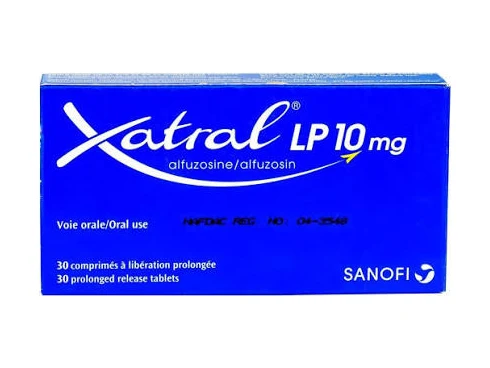 Xatral® LP 10 mg
alfuzosine/alfuzosin
Voie orale/Oral use
NAFDAC REG. NO: 04-3548
30 comprimés à libération prolongée
30 prolonged release tablets
SANOFI